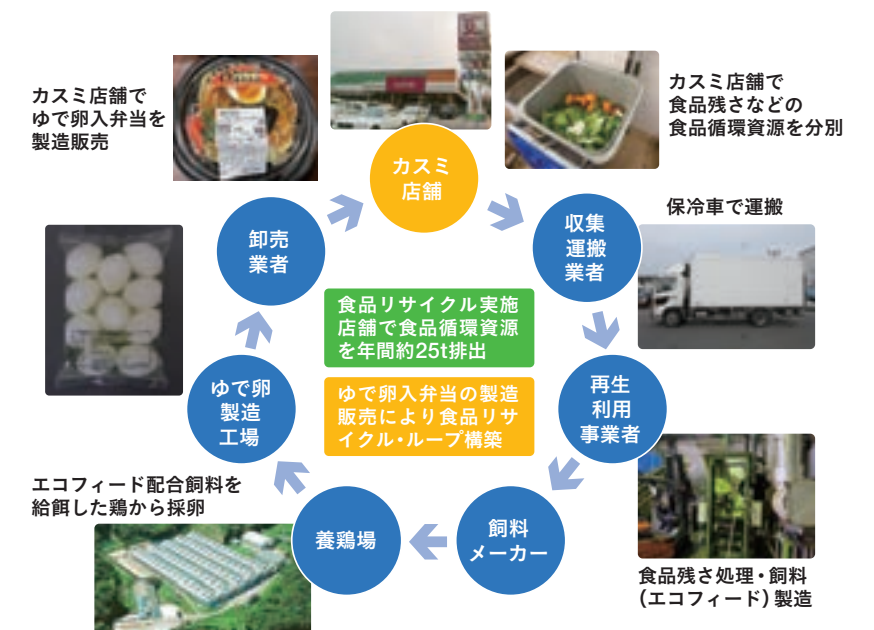 カスミ店舗で
ゆで卵入弁当を
製造販売
カスミ
店舗
カスミ店舗で
食品残さなどの
食品循環資源を分別
収集
運搬
業者
保冷車で運搬
再生
利用
事業者
食品残さ処理・飼料
(エコフィード)製造
飼料
メーカー
養鶏場
エコフィード配合飼料を
給餌した鶏から採卵
ゆで卵
製造
工場
卸売
業者
食品リサイクル実施
店舗で食品循環資源
を年間約25t排出
ゆで卵入弁当の製造
販売により食品リサ
イクル・ループ構築